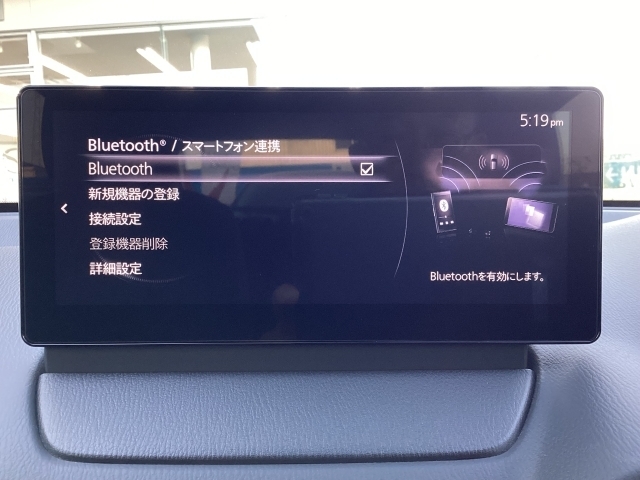 5:19pm
Bluetooth® / スマートフォン連携
Bluetooth
新規機器の登録
接続設定
登録機器削除
詳細設定
Bluetoothを有効にします。